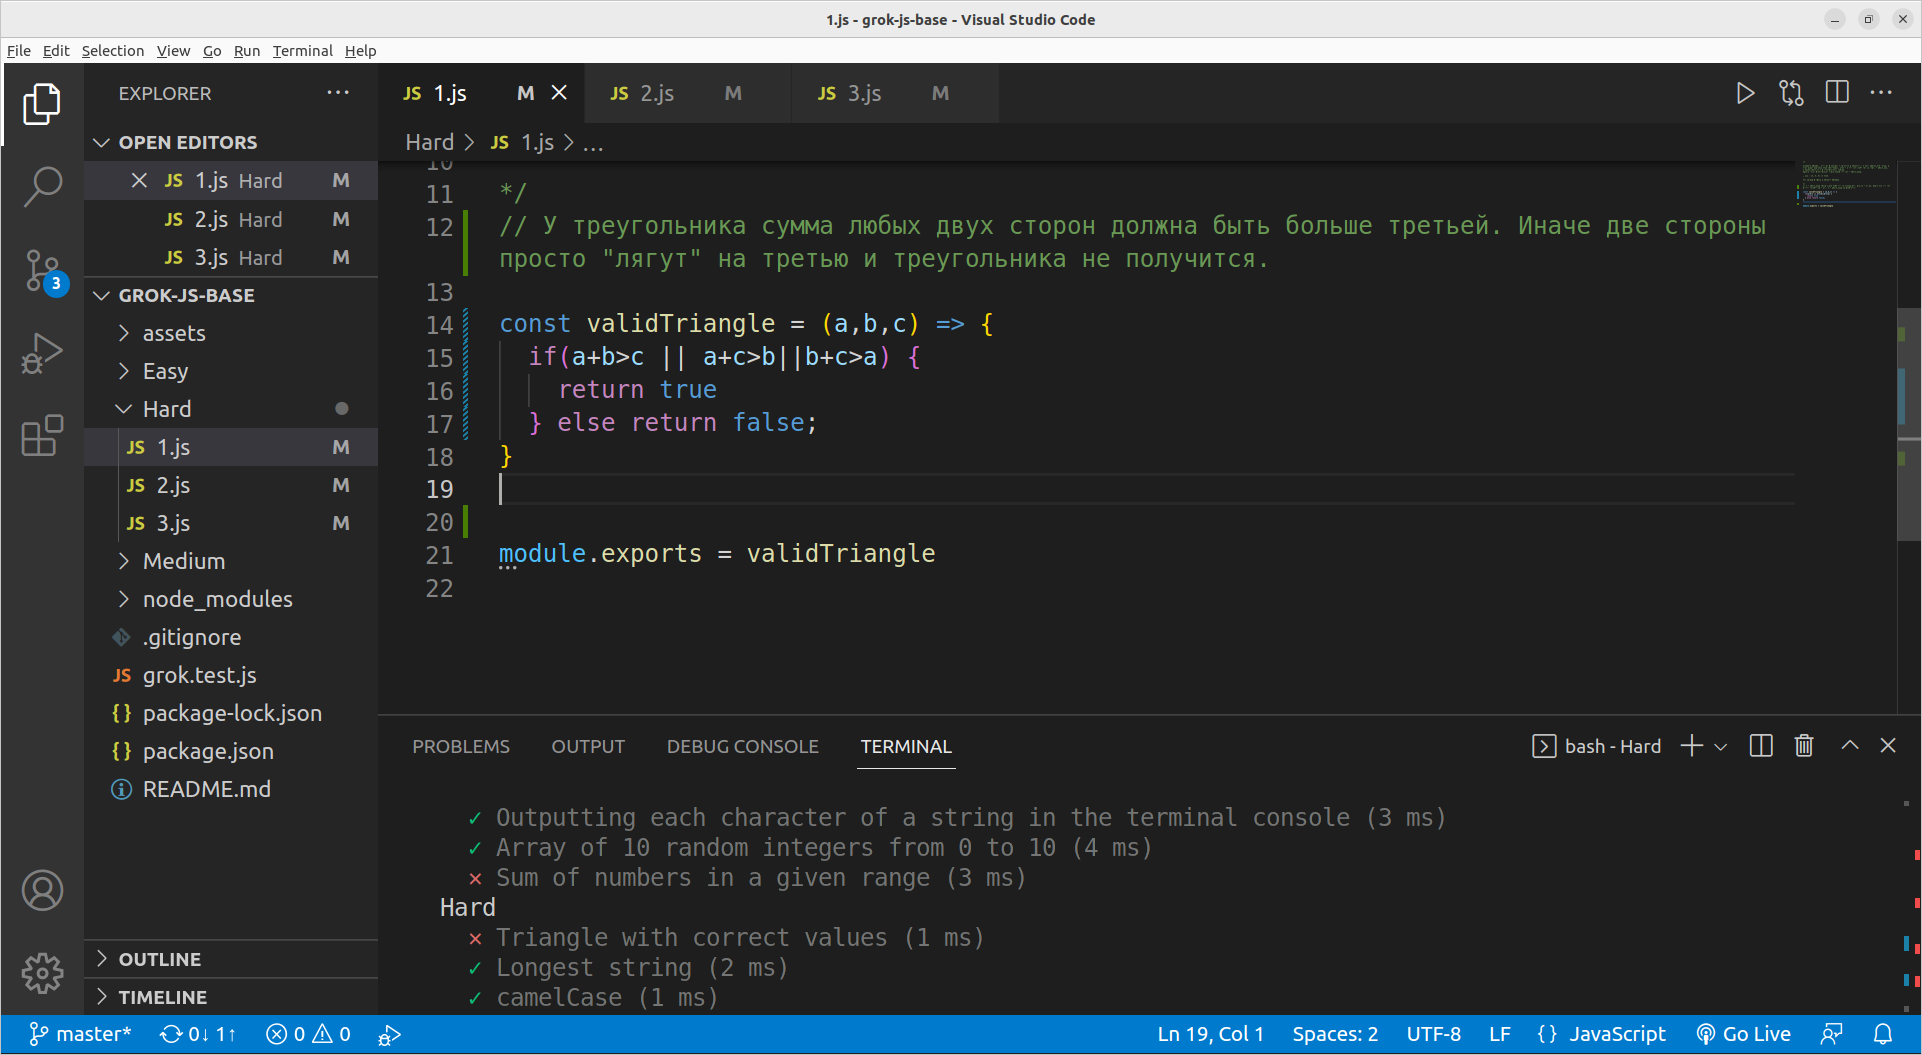 1.js - grok-js-base - Visual Studio Code
File Edit Selection View Go Run Terminal Help
EXPLORER
OPEN EDITORS
JS 1.js Hard M
JS 2.js Hard M
JS 3.js Hard M
3
GROK-JS-BASE
assets
Easy
Hard
JS 1.js M
JS 2.js M
JS 3.js M
Medium
node_modules
.gitignore
JS grok.test.js
{} package-lock.json
{} package.json
README.md
OUTLINE
TIMELINE
JS 1.js M
JS 2.js M
JS 3.js M
Hard > JS 1.js > ...
10
11 */
12 // У треугольника сумма любых двух сторон должна быть больше третьей. Иначе две стороны
просто "лягут" на третью и треугольника не получится.
13
14 const validTriangle = (a,b,c) => {
15 if(a+b>c || a+c>b||b+c>a) {
16 return true
17 } else return false;
18 }
19
20
21 module.exports = validTriangle
22
PROBLEMS OUTPUT DEBUG CONSOLE TERMINAL
bash - Hard
✓ Outputting each character of a string in the terminal console (3 ms)
✓ Array of 10 random integers from 0 to 10 (4 ms)
✕ Sum of numbers in a given range (3 ms)
Hard
✕ Triangle with correct values (1 ms)
✓ Longest string (2 ms)
✓ camelCase (1 ms)
master* 0↓ 1↑ 0 0
Ln 19, Col 1 Spaces: 2 UTF-8 LF {} JavaScript Go Live